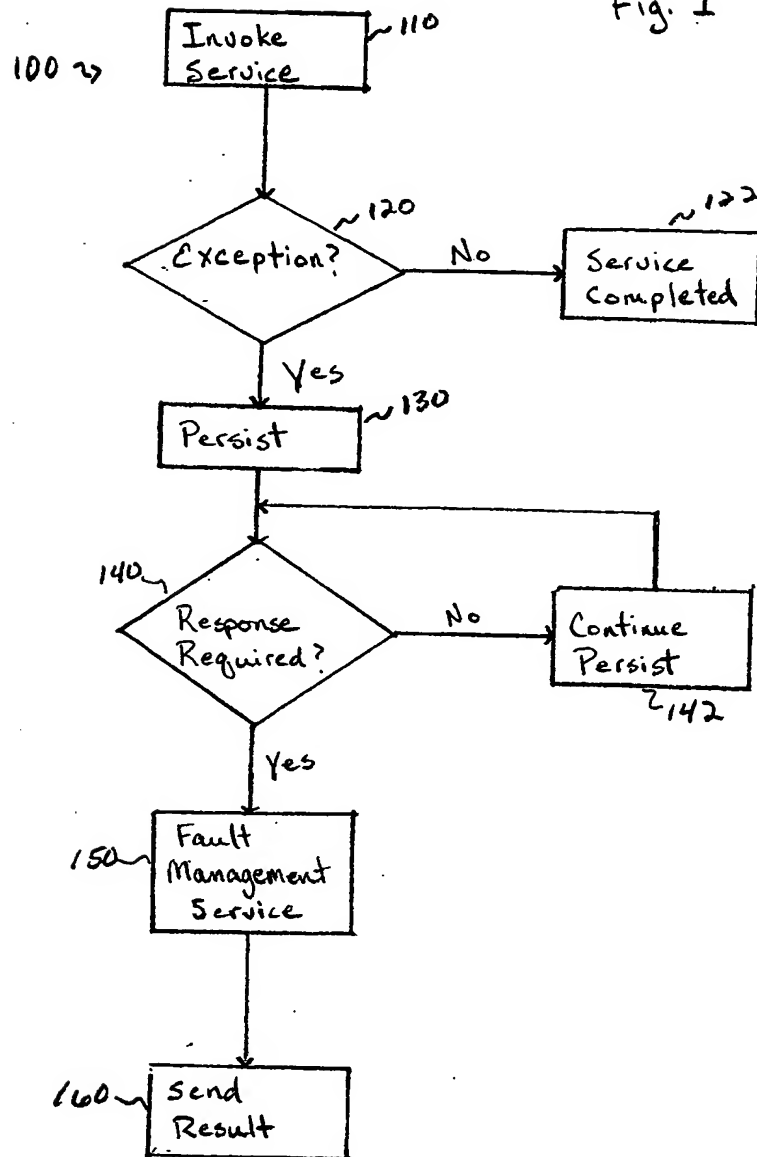 Fig. 1
100
Invoke
Service
110
Exception?
120
No
122
Service
Completed
Yes
Persist
130
140
Response
Required?
No
Continue
Persist
142
Yes
150
Fault
Management
Service
160
Send
Result